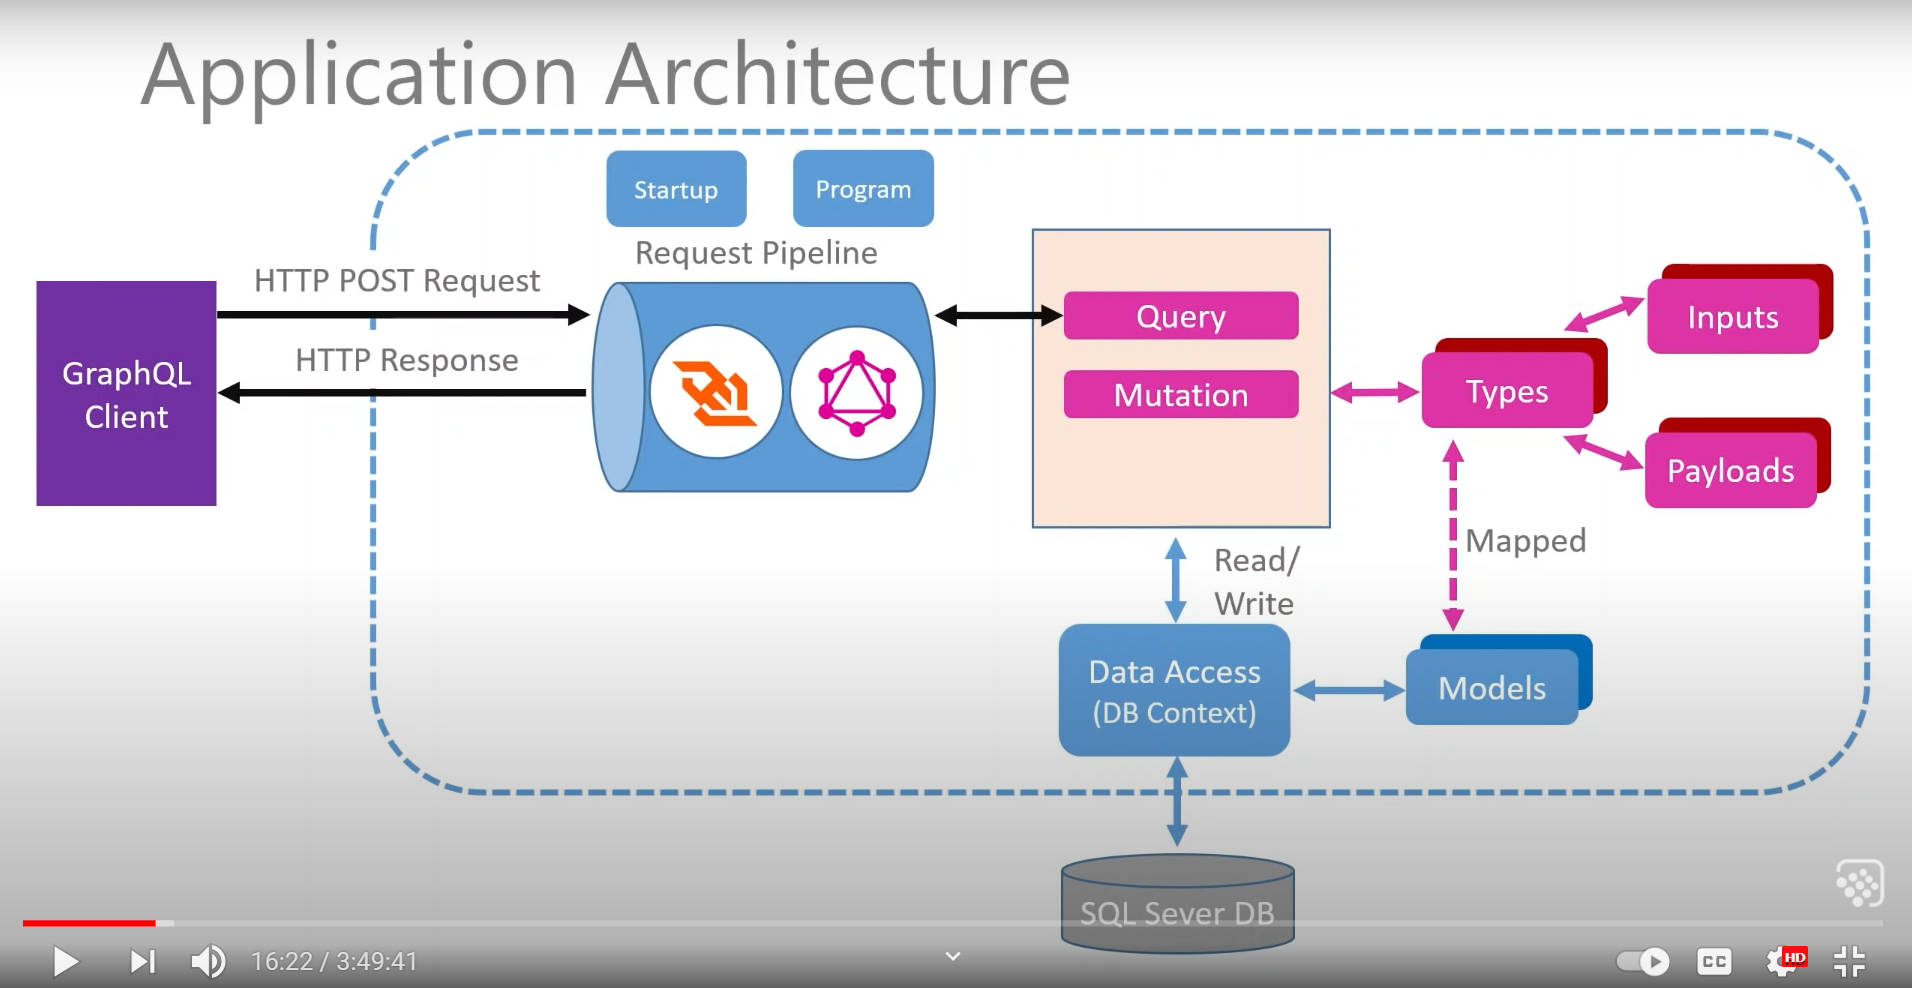 Application Architecture
Startup
Program
Request Pipeline
HTTP POST Request
HTTP Response
GraphQL
Client
Query
Mutation
Types
Inputs
Payloads
Mapped
Read/
Write
Data Access
(DB Context)
Models
SQL Sever DB
16:22 / 3:49:41
CC
HD